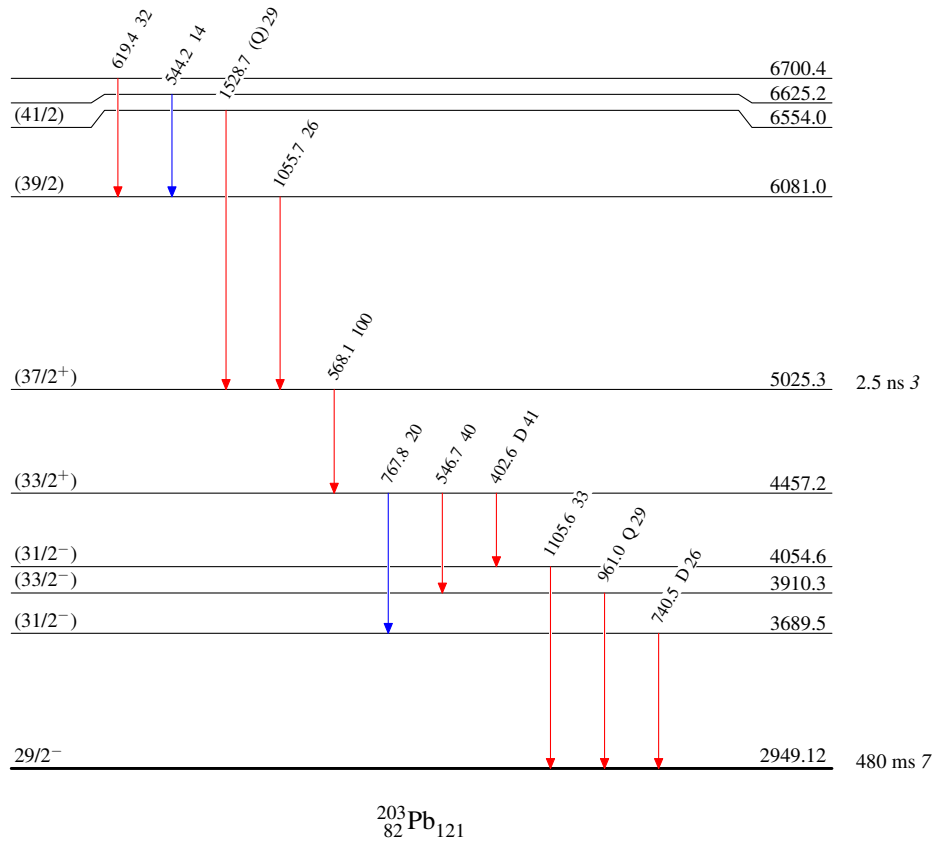 619.4 32
544.2 14
1528.7 (Q) 29
1055.7 26
568.1 100
767.8 20
546.7 40
402.6 D 41
1105.6 33
961.0 Q 29
740.5 D 26
6700.4
6625.2
(41/2) 6554.0
(39/2) 6081.0
(37/2⁺) 5025.3 2.5 ns 3
(33/2⁺) 4457.2
(31/2⁻) 4054.6
(33/2⁻) 3910.3
(31/2⁻) 3689.5
29/2⁻ 2949.12 480 ms 7
²⁰³₈₂Pb₁₂₁